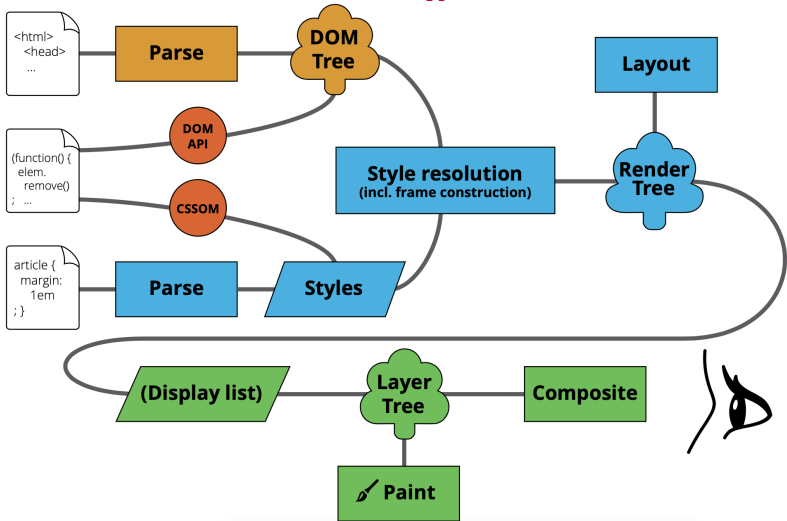 <html>
<head>
...
Parse
DOM
Tree
Layout
DOM
API
(function() {
elem.
remove()
; ...
Style resolution
(incl. frame construction)
Render
Tree
CSSOM
article {
margin:
1em
; }
Parse
Styles
(Display list)
Layer
Tree
Composite
Paint